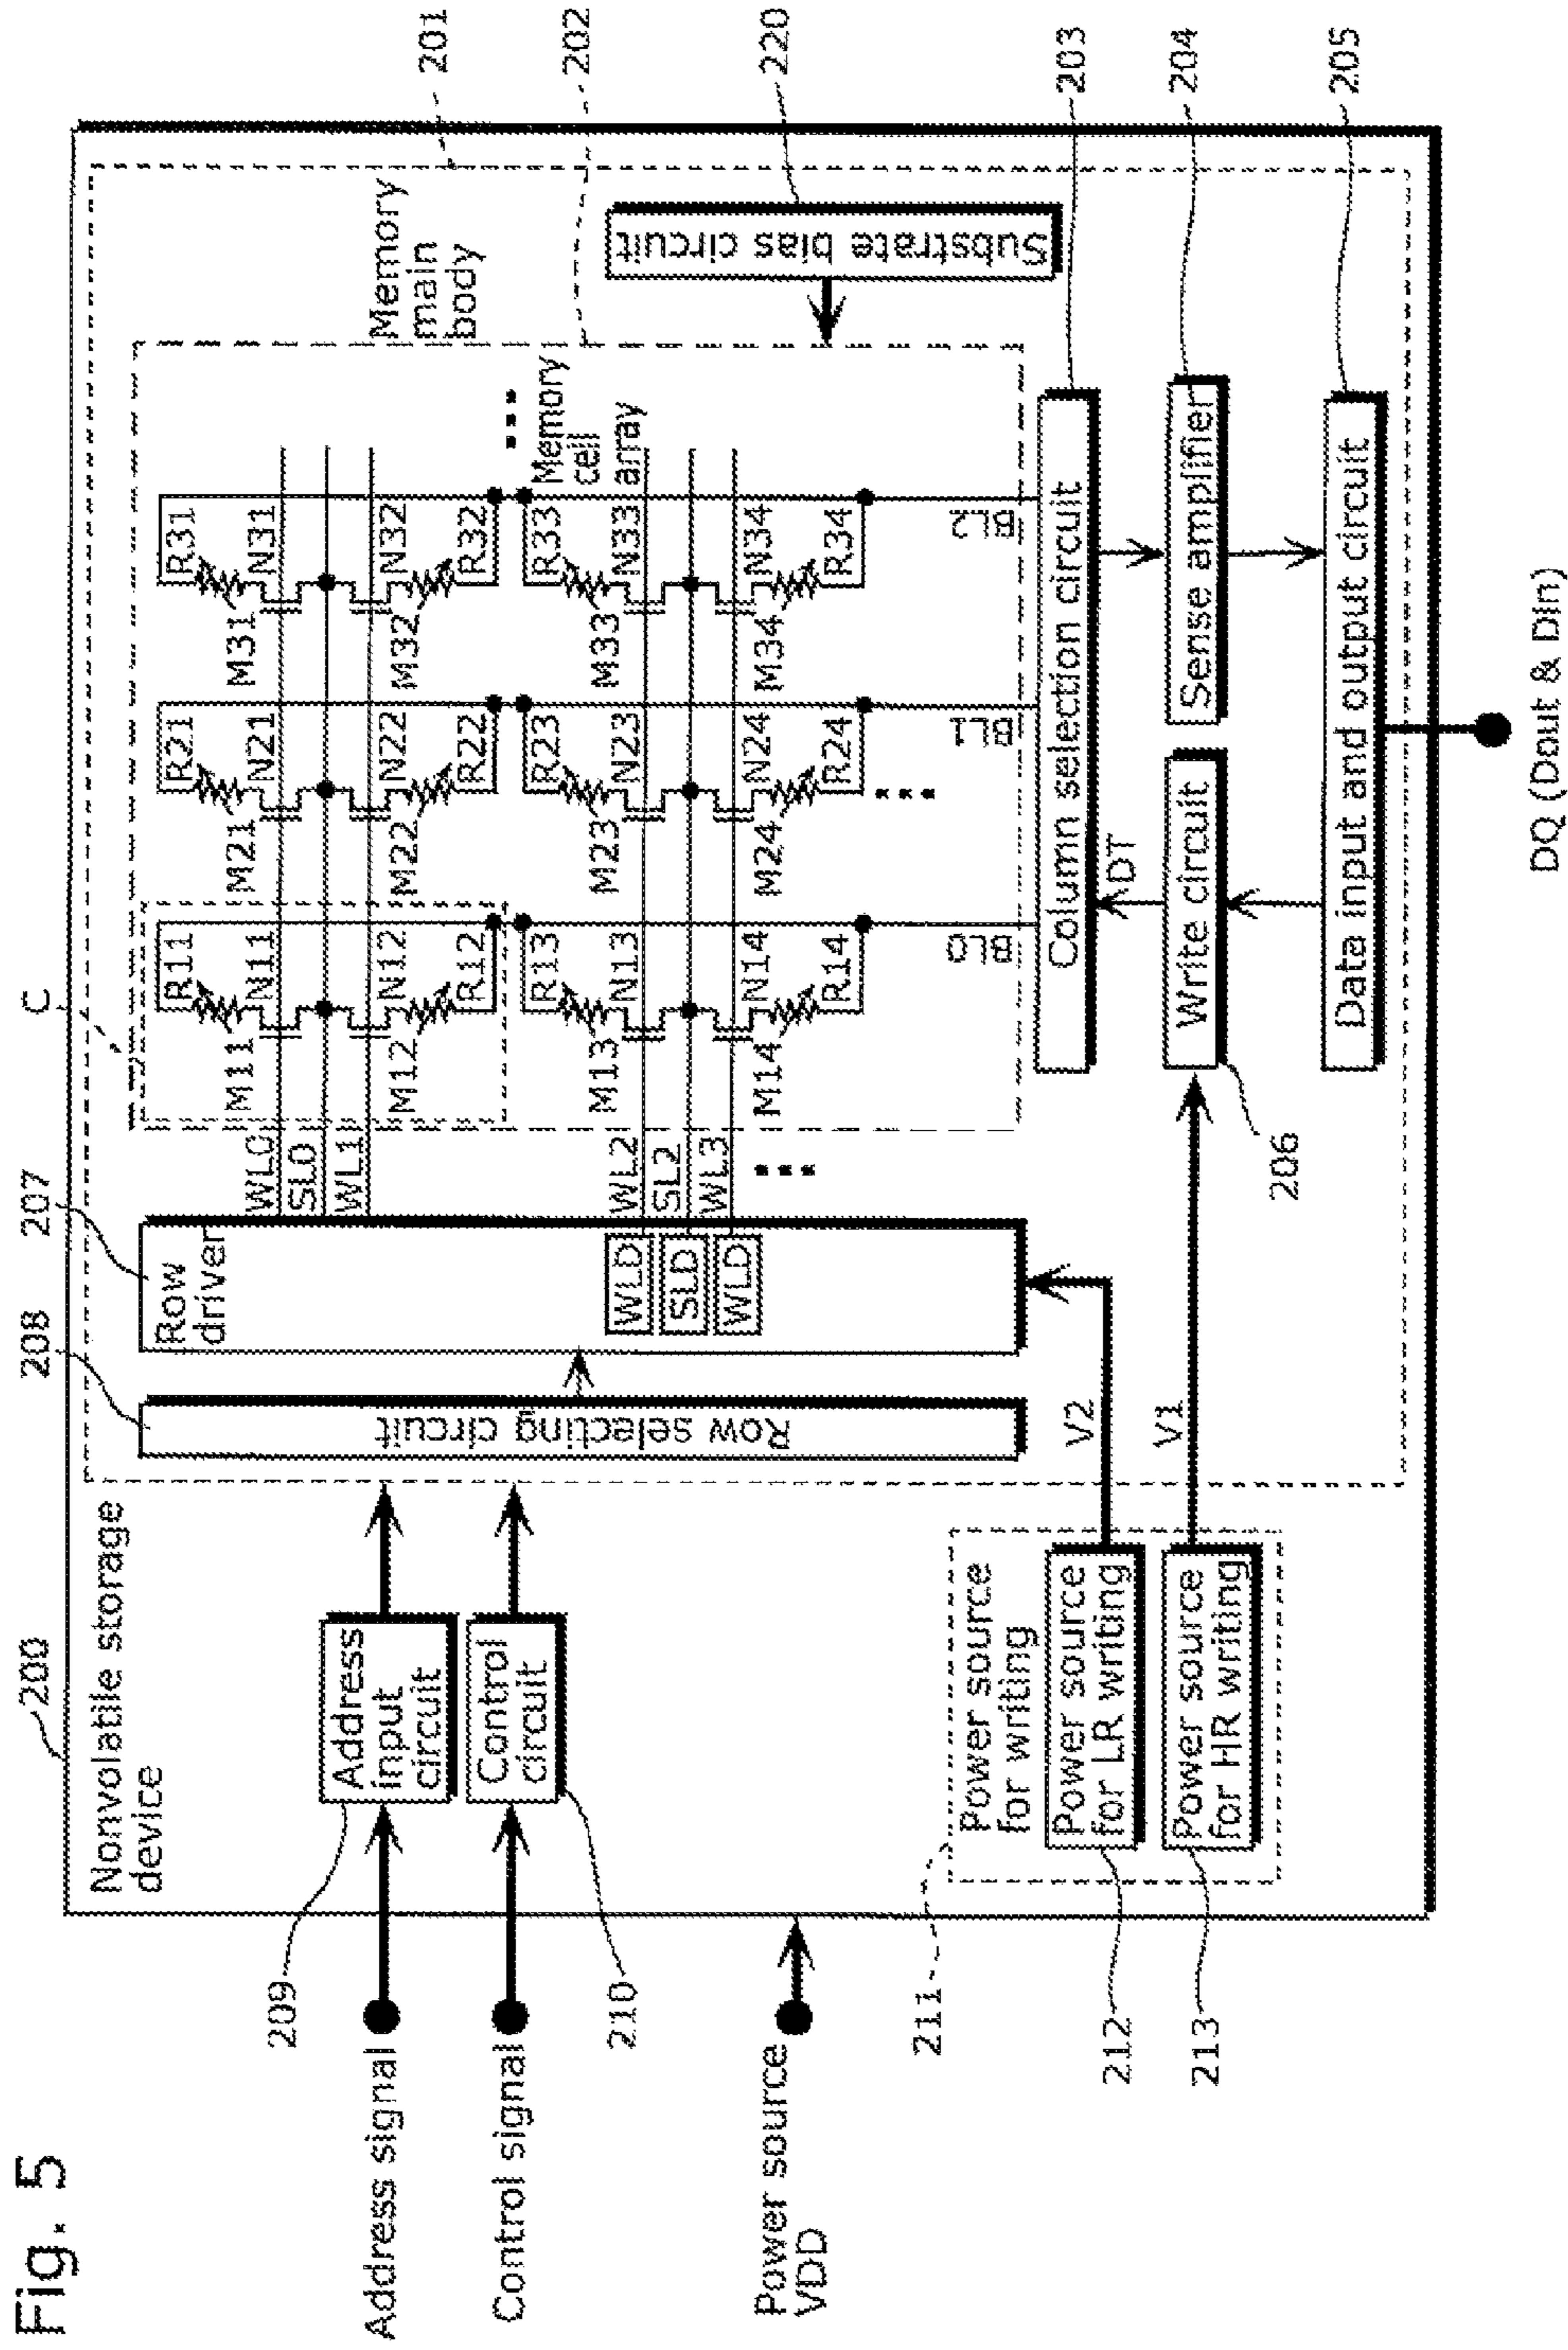 Fig. 5
200
208
207
C
201
202
220
203
204
205
Nonvolatile storage
device
Address signal
209
Address
input
circuit
Control signal
210
Control
circuit
Power source
VDD
211
Power source
for writing
212
Power source
for LR writing
213
Power source
for HR writing
V2
V1
Row selecting circuit
Row
driver
WLD
SLD
WLD
WL0
SL0
WL1
WL2
SL2
WL3
Memory
main
body
Memory
cell
array
M11
R11
N11
M12
N12
R12
M13
R13
N13
M14
N14
R14
M21
R21
N21
M22
N22
R22
M23
R23
N23
M24
N24
R24
M31
R31
N31
M32
N32
R32
M33
R33
N33
M34
N34
R34
BL0
BL1
BL2
Substrate bias circuit
Column selection circuit
DT
Write circuit
206
Sense amplifier
Data input and output circuit
DQ (Dout & Din)